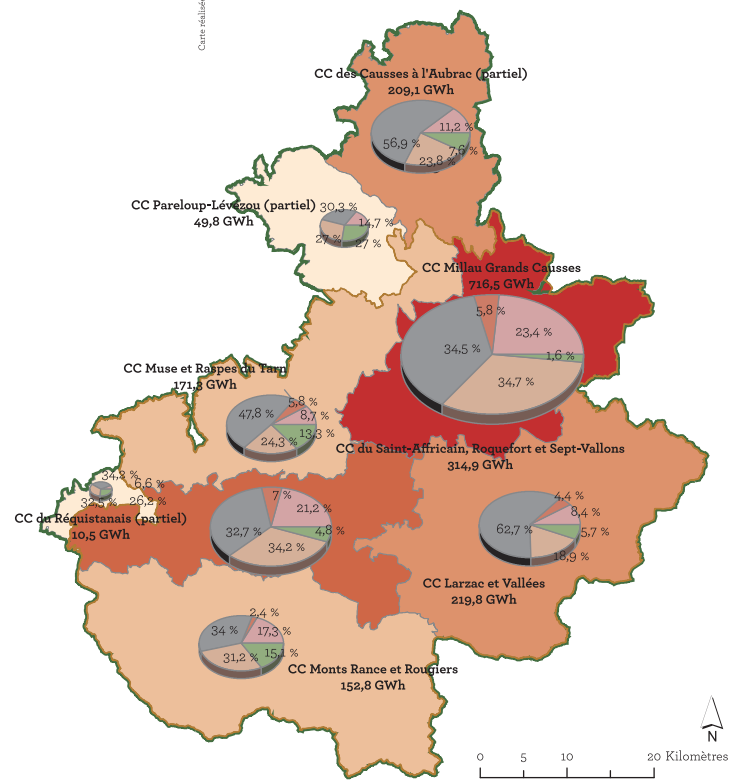 Carte réalisée
CC des Causses à l'Aubrac (partiel)
209,1 GWh
11,2 %
56,9 %
7,6 %
23,8 %
CC Pareloup-Lévézou (partiel)
49,8 GWh
30,3 %
14,7 %
27 %
27 %
CC Millau Grands Causses
716,5 GWh
5,8 %
23,4 %
34,5 %
1,6 %
34,7 %
CC Muse et Raspes du Tarn
171,3 GWh
5,8 %
47,8 %
8,7 %
13,3 %
24,3 %
CC du Saint-Affricain, Roquefort et Sept-Vallons
314,9 GWh
34,3 %
6,6 %
32,5 %
26,2 %
CC du Réquistanais (partiel)
10,5 GWh
7 %
21,2 %
32,7 %
4,8 %
34,2 %
4,4 %
8,4 %
62,7 %
5,7 %
18,9 %
CC Larzac et Vallées
219,8 GWh
2,4 %
34 %
17,3 %
31,2 %
15,1 %
CC Monts Rance et Rougiers
152,8 GWh
N
0 5 10 20 Kilomètres